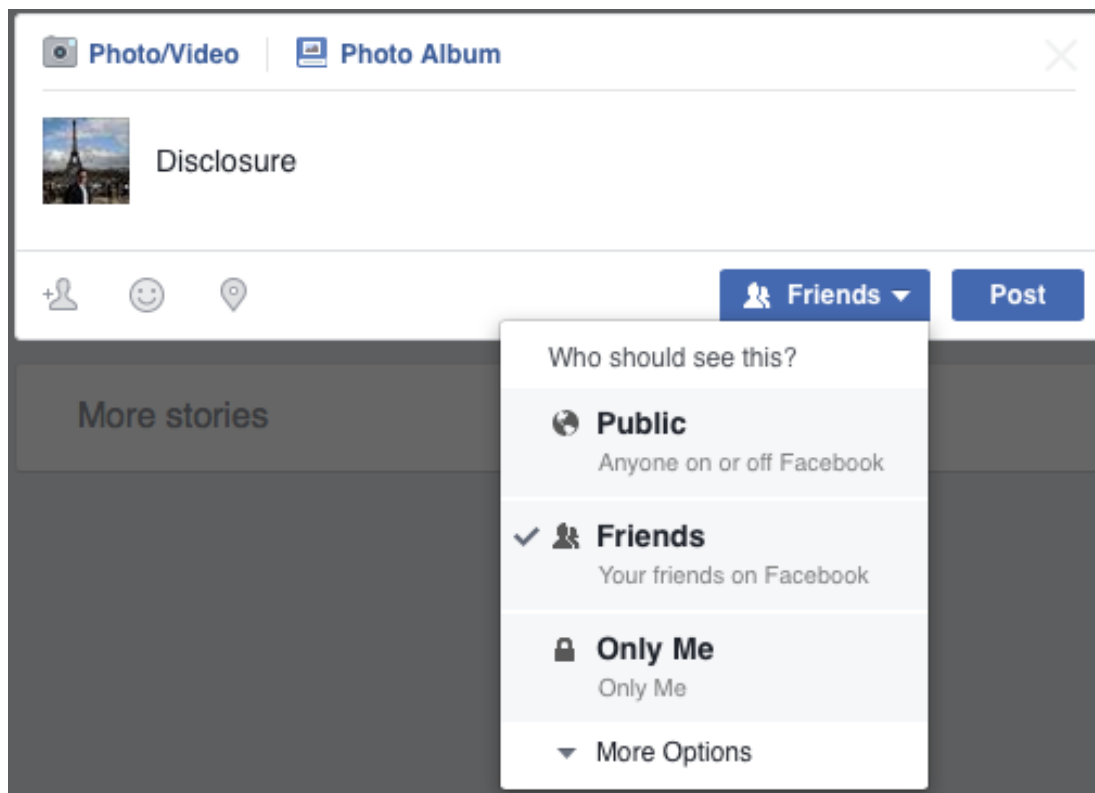 Photo/Video Photo Album
Disclosure
Friends Post
Who should see this?
More stories
Public
Anyone on or off Facebook
Friends
Your friends on Facebook
Only Me
Only Me
More Options